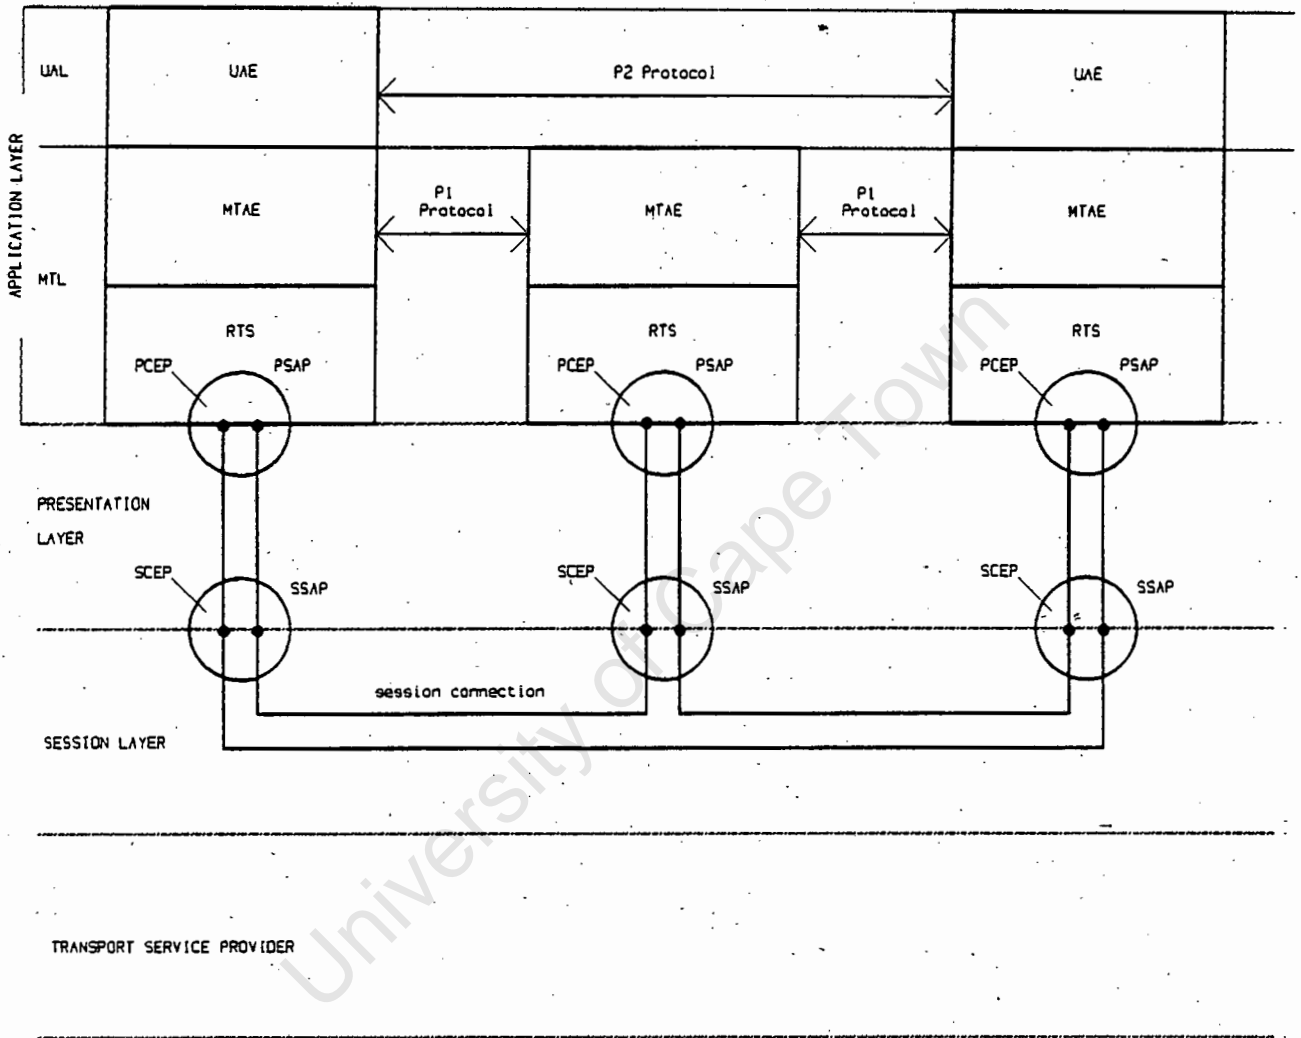 UAL
UAE
P2 Protocol
UAE
APPLICATION LAYER
MTAE
P1
Protocol
MTAE
P1
Protocol
MTAE
MTL
RTS
RTS
RTS
PCEP
PSAP
PCEP
PSAP
PCEP
PSAP
PRESENTATION
LAYER
SCEP
SSAP
SCEP
SSAP
SCEP
SSAP
session connection
SESSION LAYER
TRANSPORT SERVICE PROVIDER
University of Cape Town